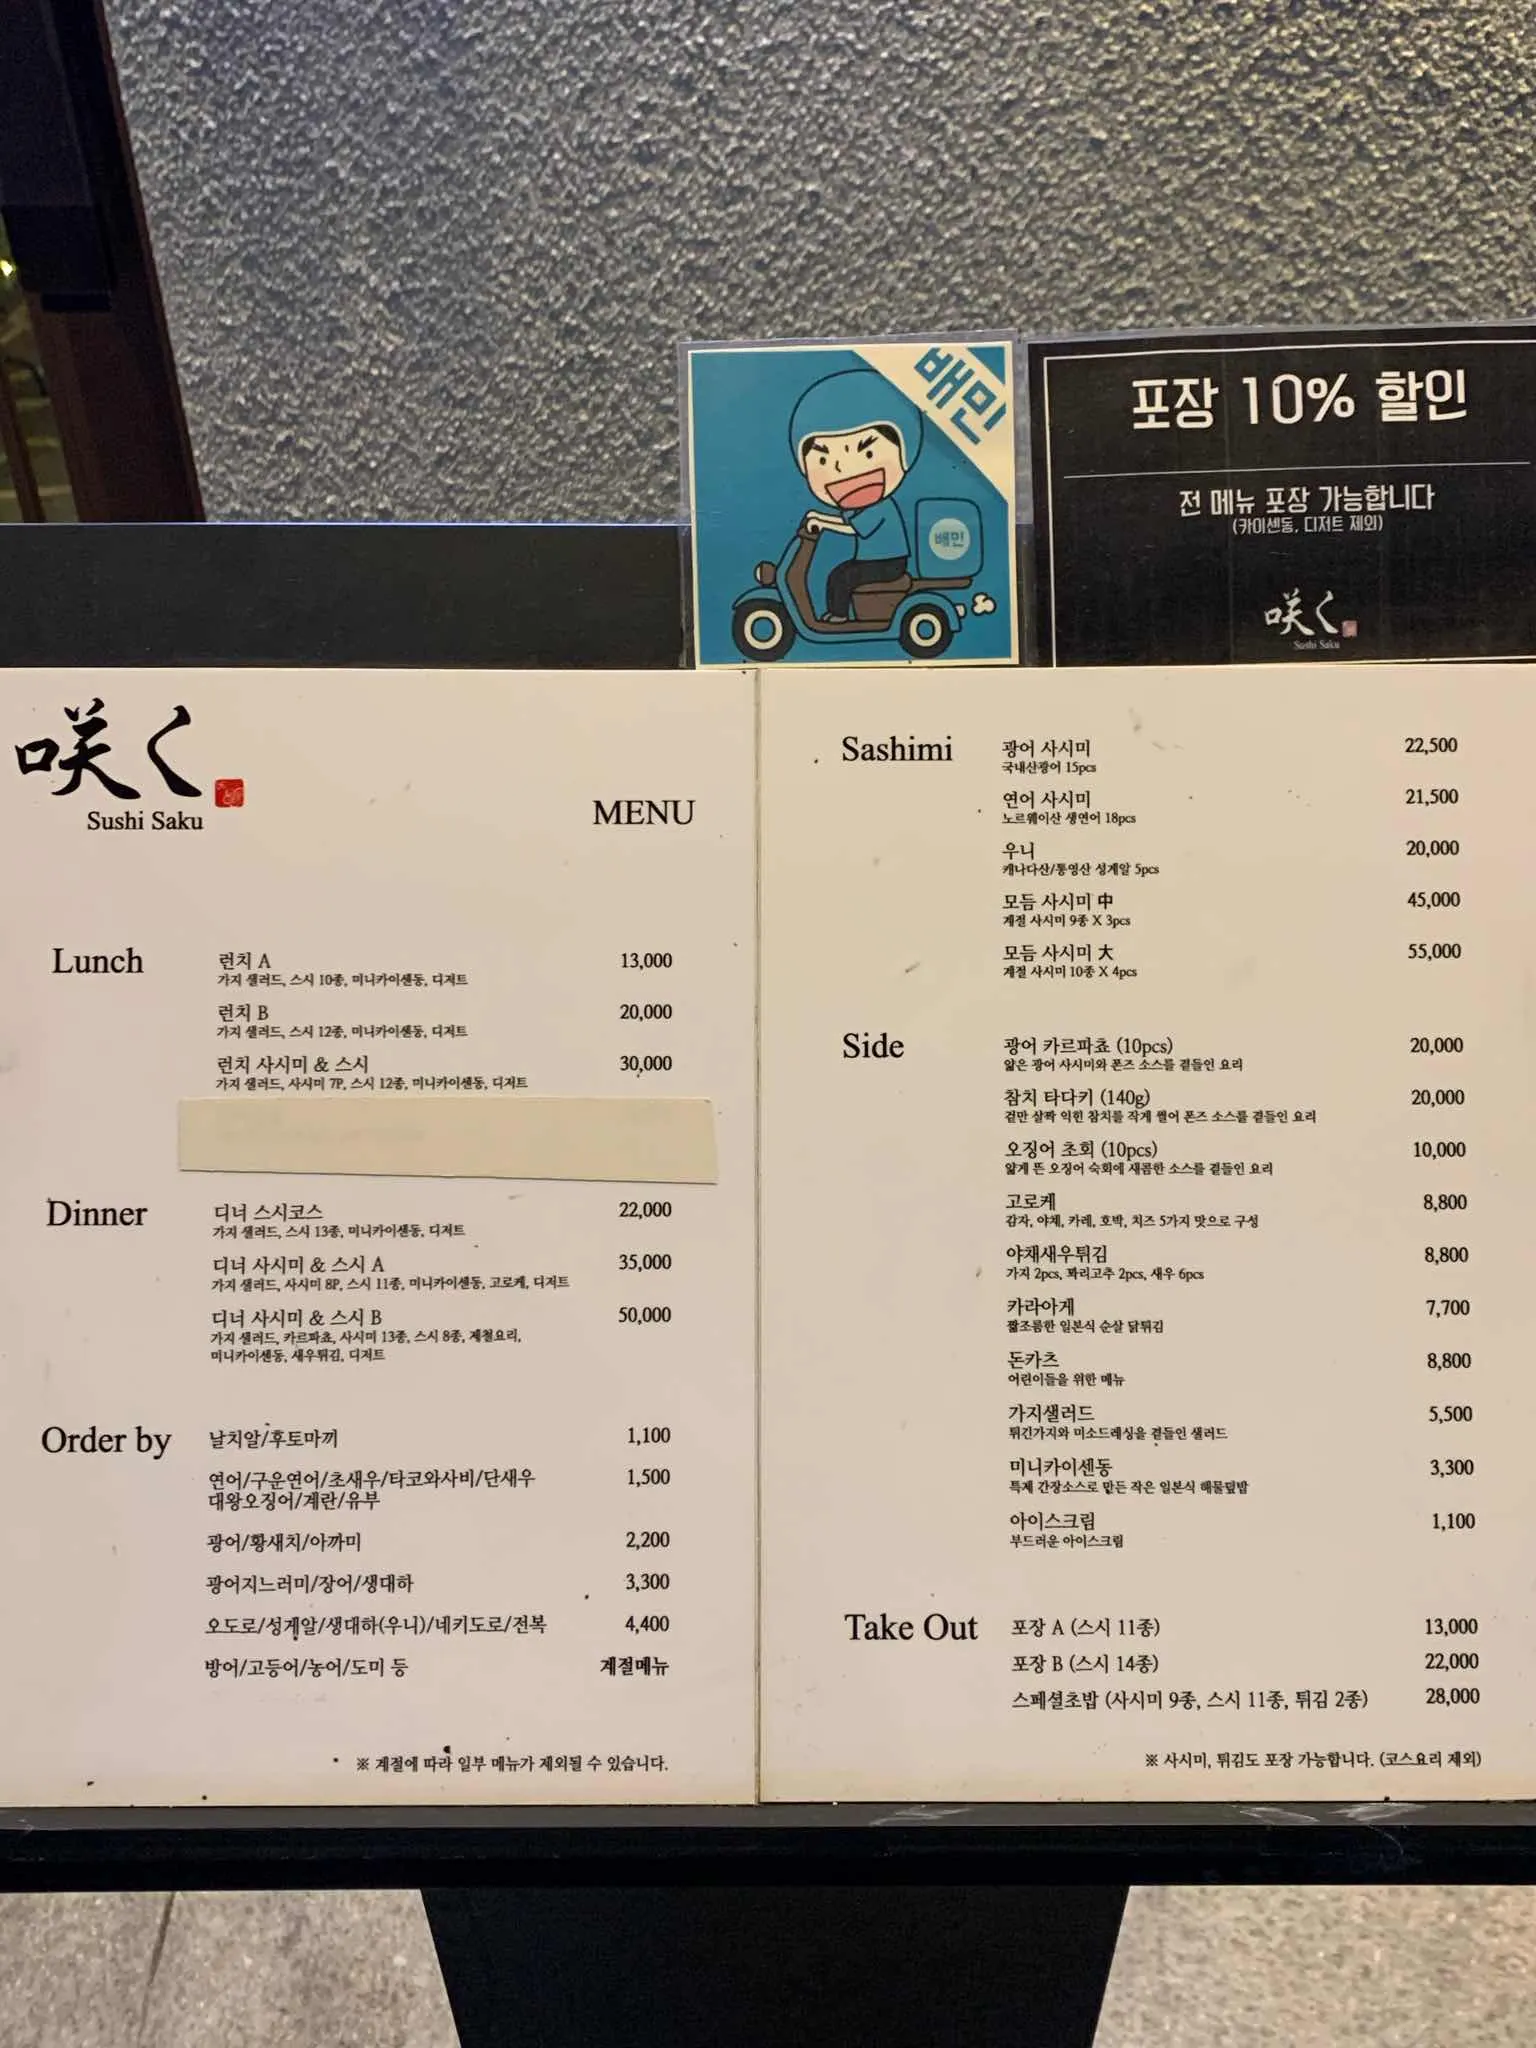 배민
배민
포장 10% 할인
전 메뉴 포장 가능합니다
(카이센동, 디저트 제외)
咲く
Sushi Saku
咲く
Sushi Saku
MENU
Lunch
런치 A 13,000
가지 샐러드, 스시 10종, 미니카이센동, 디저트
런치 B 20,000
가지 샐러드, 스시 12종, 미니카이센동, 디저트
런치 사시미 & 스시 30,000
가지 샐러드, 사시미 7P, 스시 12종, 미니카이센동, 디저트
Dinner
디너 스시코스 22,000
가지 샐러드, 스시 13종, 미니카이센동, 디저트
디너 사시미 & 스시 A 35,000
가지 샐러드, 사시미 8P, 스시 11종, 미니카이센동, 고로케, 디저트
디너 사시미 & 스시 B 50,000
가지 샐러드, 카르파쵸, 사시미 13종, 스시 8종, 제철요리,
미니카이센동, 새우튀김, 디저트
Order by
날치알/후토마끼 1,100
연어/구운연어/초새우/타코와사비/단새우 1,500
대왕오징어/계란/유부
광어/황새치/아까미 2,200
광어지느러미/장어/생대하 3,300
오도로/성게알/생대하(우니)/네기도로/전복 4,400
방어/고등어/농어/도미 등 계절메뉴
※ 계절에 따라 일부 메뉴가 제외될 수 있습니다.
Sashimi
광어 사시미 22,500
국내산광어 15pcs
연어 사시미 21,500
노르웨이산 생연어 18pcs
우니 20,000
캐나다산/통영산 성게알 5pcs
모듬 사시미 中 45,000
계절 사시미 9종 X 3pcs
모듬 사시미 大 55,000
계절 사시미 10종 X 4pcs
Side
광어 카르파쵸 (10pcs) 20,000
얇은 광어 사시미와 폰즈 소스를 곁들인 요리
참치 타다키 (140g) 20,000
겉만 살짝 익힌 참치를 작게 썰어 폰즈 소스를 곁들인 요리
오징어 초회 (10pcs) 10,000
얇게 뜬 오징어 숙회에 새콤한 소스를 곁들인 요리
고로케 8,800
감자, 야채, 카레, 호박, 치즈 5가지 맛으로 구성
야채새우튀김 8,800
가지 2pcs, 꽈리고추 2pcs, 새우 6pcs
카라아게 7,700
짭조름한 일본식 순살 닭튀김
돈카츠 8,800
어린이들을 위한 메뉴
가지샐러드 5,500
튀긴가지와 미소드레싱을 곁들인 샐러드
미니카이센동 3,300
특제 간장소스로 만든 작은 일본식 해물덮밥
아이스크림 1,100
부드러운 아이스크림
Take Out
포장 A (스시 11종) 13,000
포장 B (스시 14종) 22,000
스페셜초밥 (사시미 9종, 스시 11종, 튀김 2종) 28,000
※ 사시미, 튀김도 포장 가능합니다. (코스요리 제외)